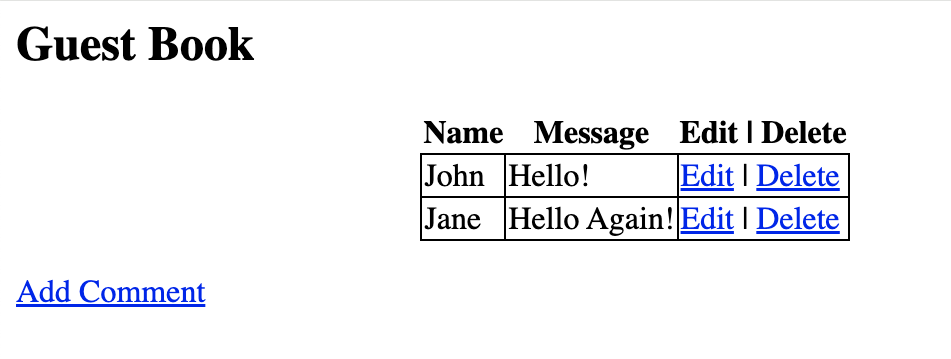 Guest Book
Name Message Edit | Delete
John Hello! Edit | Delete
Jane Hello Again! Edit | Delete
Add Comment